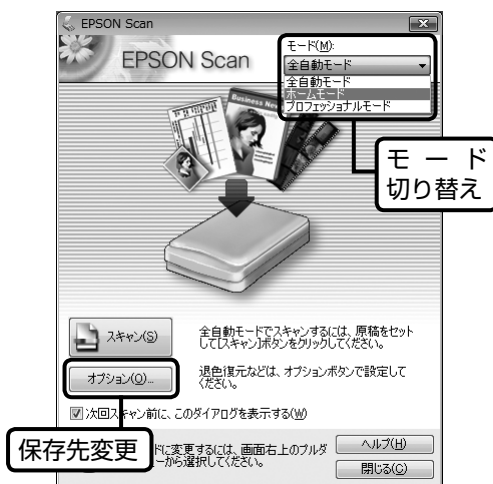 EPSON Scan
EPSON Scan
モード(M):
全自動モード
全自動モード
ホームモード
プロフェッショナルモード
Business New
モード
切り替え
スキャン(S)
全自動モードでスキャンするには、原稿をセット
して[スキャン]ボタンをクリックしてください。
オプション(O)...
退色復元などは、オプションボタンで設定して
ください。
次回スキャン前に、このダイアログを表示する(W)
保存先変更
ドに変更するには、画面右上のプルダ
ーから選択してください。
ヘルプ(H)
閉じる(C)